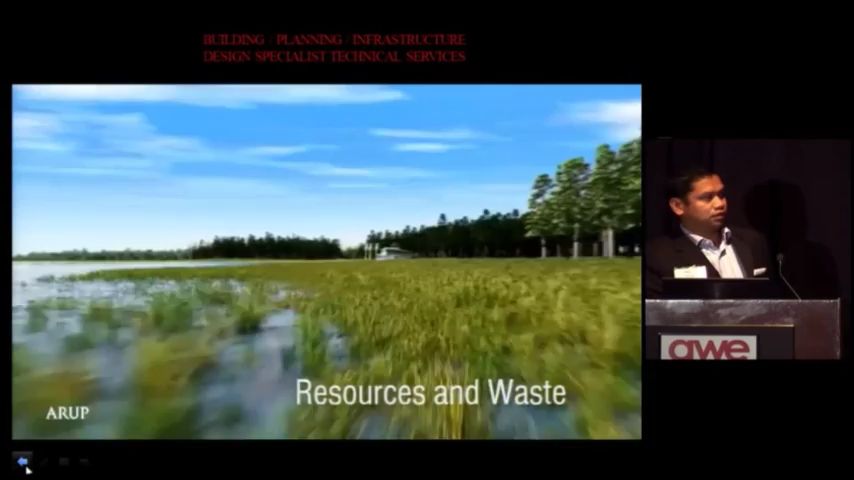 BUILDING / PLANNING / INFRASTRUCTURE
DESIGN SPECIALIST TECHNICAL SERVICES
Resources and Waste
ARUP
awe